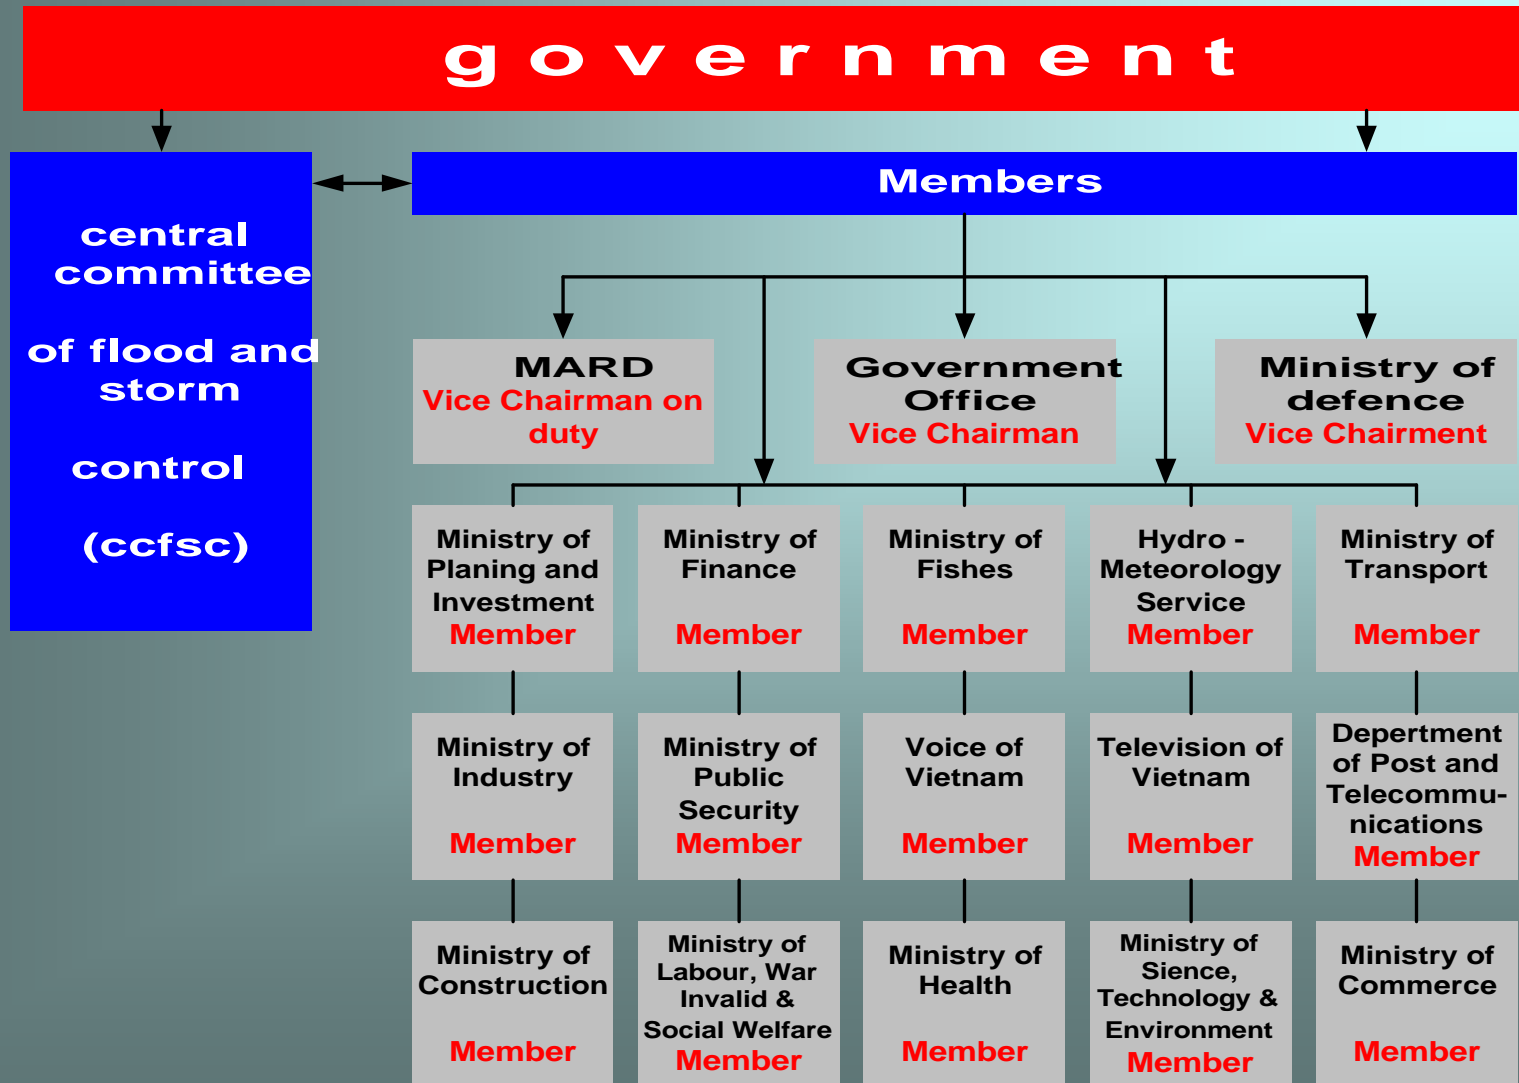 government
central
committee
of flood and
storm
control
(ccfsc)
Members
MARD
Vice Chairman on
duty
Government
Office
Vice Chairman
Ministry of
defence
Vice Chairment
Ministry of
Planing and
Investment
Member
Ministry of
Finance
Member
Ministry of
Fishes
Member
Hydro -
Meteorology
Service
Member
Ministry of
Transport
Member
Ministry of
Industry
Member
Ministry of
Public
Security
Member
Voice of
Vietnam
Member
Television of
Vietnam
Member
Depertment
of Post and
Telecommu-
nications
Member
Ministry of
Construction
Member
Ministry of
Labour, War
Invalid &
Social Welfare
Member
Ministry of
Health
Member
Ministry of
Sience,
Technology &
Environment
Member
Ministry of
Commerce
Member